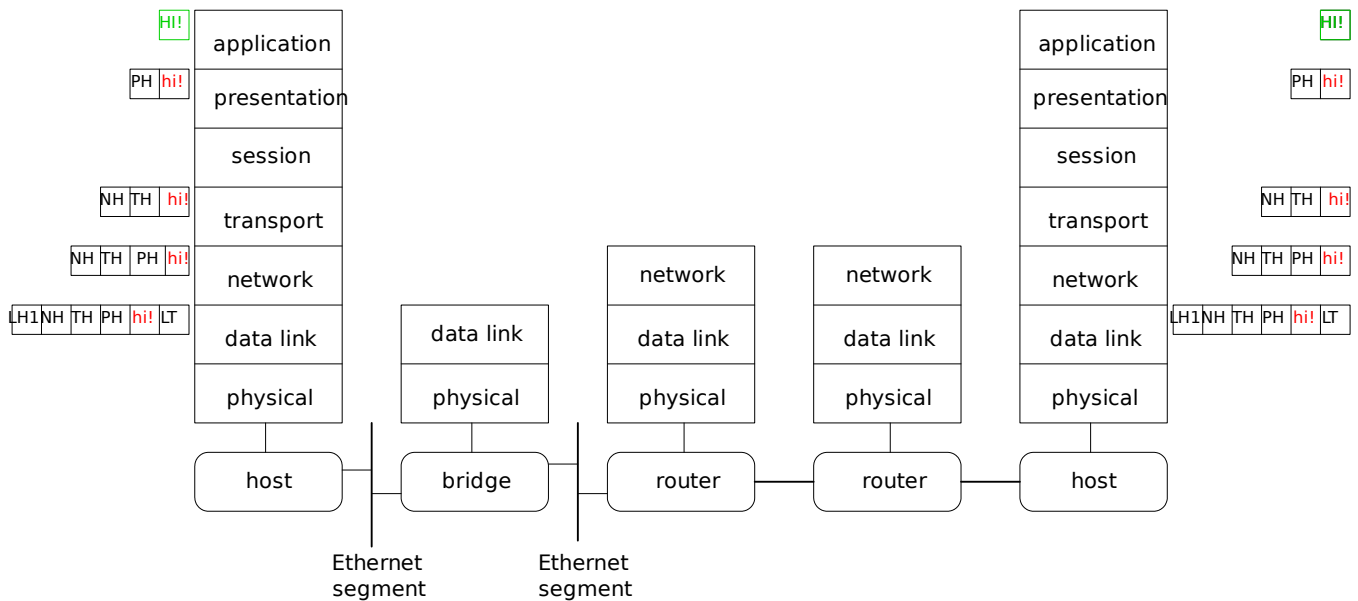 HI! application application HI!
PH hi! presentation presentation PH hi!
session session
NH TH hi! transport transport NH TH hi!
NH TH PH hi! network network network network NH TH PH hi!
LH1 NH TH PH hi! LT data link data link data link data link data link LH1 NH TH PH hi! LT
physical physical physical physical physical
host bridge router router host
Ethernet Ethernet
segment segment